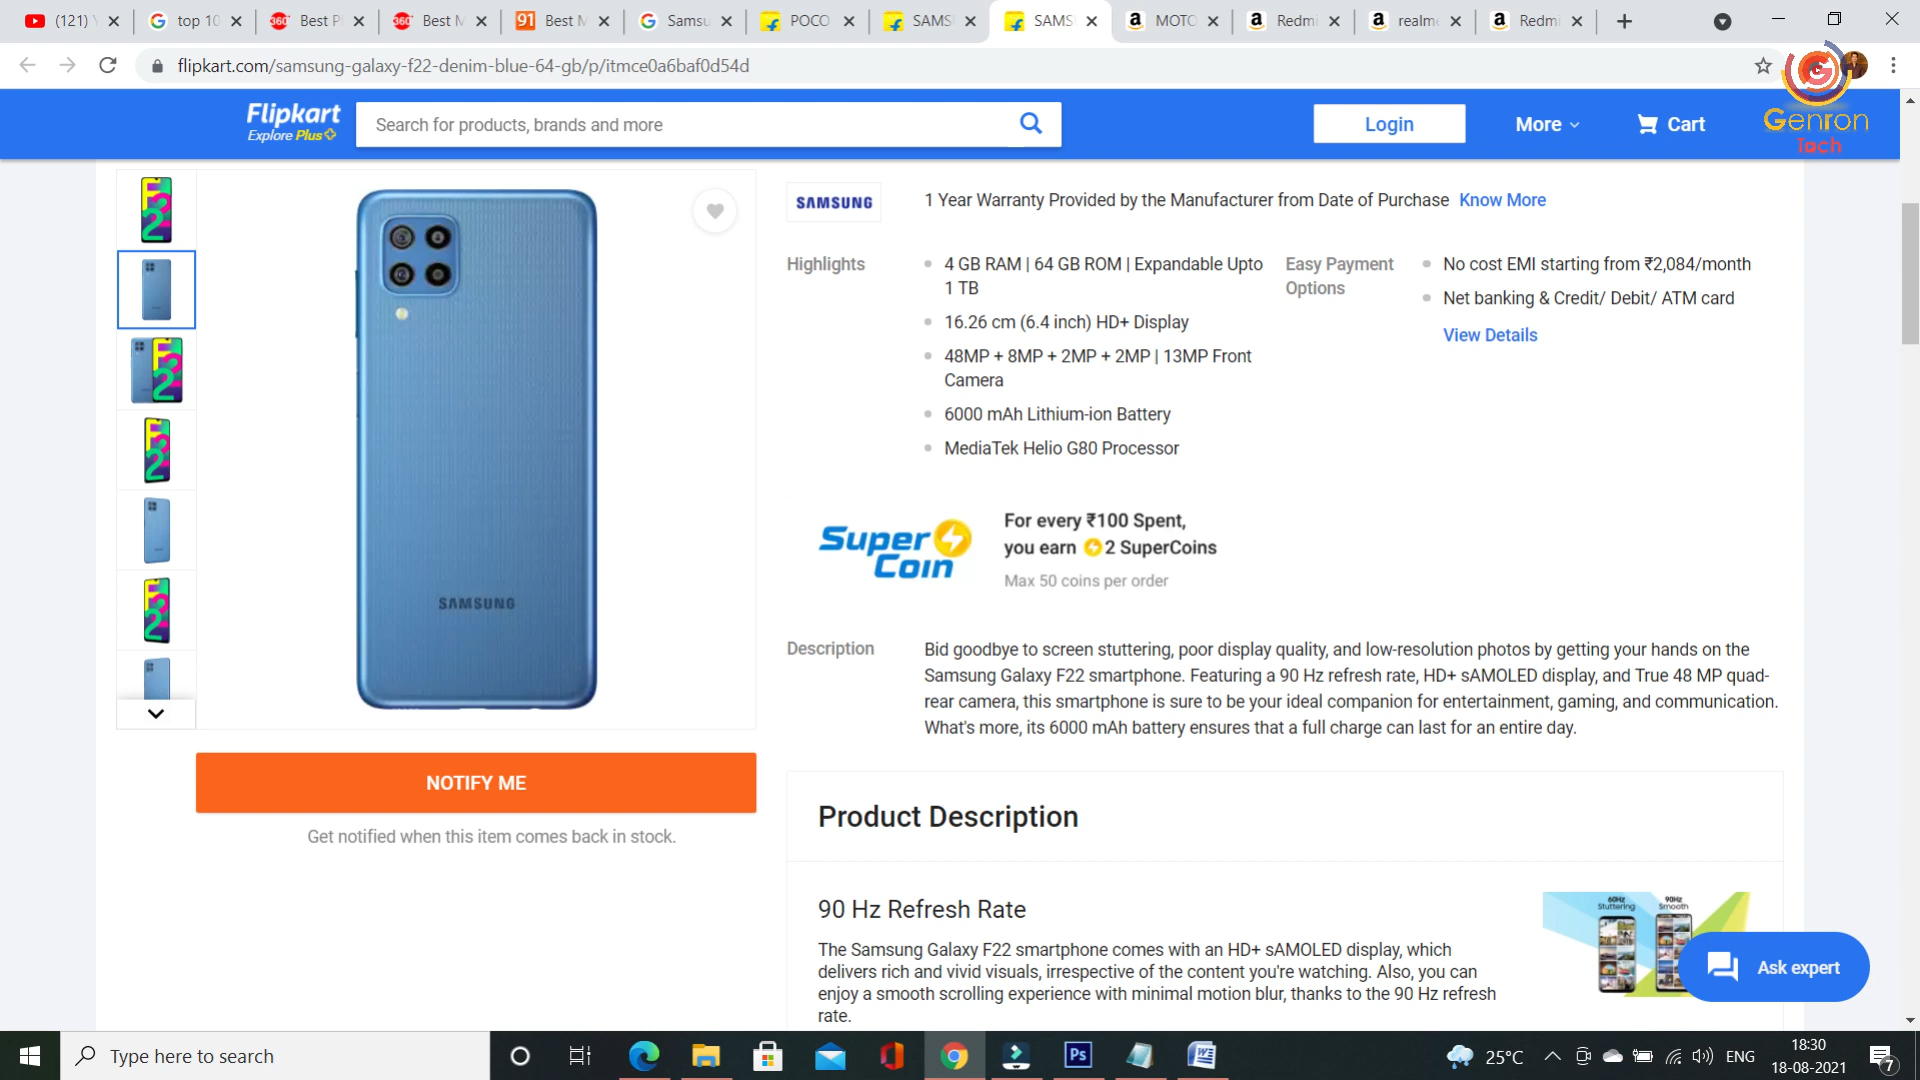 (121) Y
top 10
Best P
Best M
Best M
Samsu
POCO
SAMS
SAMS
MOTO
Redmi
realme
Redmi
flipkart.com/samsung-galaxy-f22-denim-blue-64-gb/p/itmce0a6baf0d54d
Flipkart
Explore Plus
Search for products, brands and more
Login
More
Cart
Genron
Tech
SAMSUNG
1 Year Warranty Provided by the Manufacturer from Date of Purchase Know More
Highlights
4 GB RAM | 64 GB ROM | Expandable Upto
1 TB
16.26 cm (6.4 inch) HD+ Display
48MP + 8MP + 2MP + 2MP | 13MP Front
Camera
6000 mAh Lithium-ion Battery
MediaTek Helio G80 Processor
Easy Payment
Options
No cost EMI starting from ₹2,084/month
Net banking & Credit/ Debit/ ATM card
View Details
SAMSUNG
Super
Coin
For every ₹100 Spent,
you earn 2 SuperCoins
Max 50 coins per order
Description
Bid goodbye to screen stuttering, poor display quality, and low-resolution photos by getting your hands on the
Samsung Galaxy F22 smartphone. Featuring a 90 Hz refresh rate, HD+ sAMOLED display, and True 48 MP quad-
rear camera, this smartphone is sure to be your ideal companion for entertainment, gaming, and communication.
What's more, its 6000 mAh battery ensures that a full charge can last for an entire day.
NOTIFY ME
Get notified when this item comes back in stock.
Product Description
90 Hz Refresh Rate
The Samsung Galaxy F22 smartphone comes with an HD+ sAMOLED display, which
delivers rich and vivid visuals, irrespective of the content you're watching. Also, you can
enjoy a smooth scrolling experience with minimal motion blur, thanks to the 90 Hz refresh
rate.
60Hz
Stuttering
90Hz
Smooth
Ask expert
Type here to search
25°C
ENG
18:30
18-08-2021
7